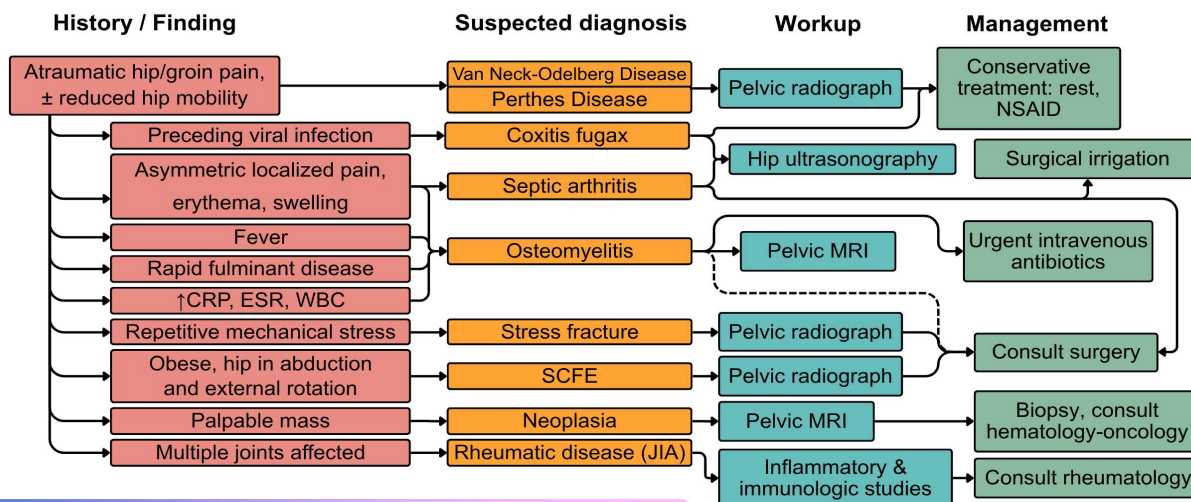 History / Finding
Suspected diagnosis
Workup
Management
Atraumatic hip/groin pain,
± reduced hip mobility
Van Neck-Odelberg Disease
Perthes Disease
Pelvic radiograph
Conservative
treatment: rest,
NSAID
Preceding viral infection
Coxitis fugax
Hip ultrasonography
Surgical irrigation
Asymmetric localized pain,
erythema, swelling
Septic arthritis
Fever
Rapid fulminant disease
↑CRP, ESR, WBC
Osteomyelitis
Pelvic MRI
Urgent intravenous
antibiotics
Repetitive mechanical stress
Stress fracture
Pelvic radiograph
Consult surgery
Obese, hip in abduction
and external rotation
SCFE
Pelvic radiograph
Palpable mass
Neoplasia
Pelvic MRI
Biopsy, consult
hematology-oncology
Multiple joints affected
Rheumatic disease (JIA)
Inflammatory &
immunologic studies
Consult rheumatology